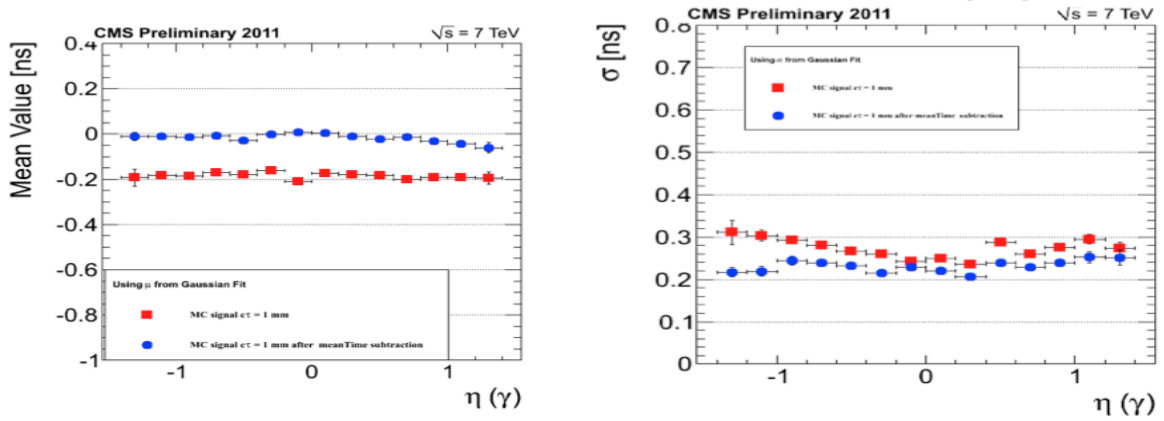 CMS Preliminary 2011 √s = 7 TeV
Mean Value [ns]
0.4
0.2
0
-0.2
-0.4
-0.6
-0.8
-1
Using μ from Gaussian Fit
MC signal cτ = 1 mm
MC signal cτ = 1 mm after meanTime subtraction
-1 0 1
η (γ)
CMS Preliminary 2011 √s = 7 TeV
σ [ns]
0.8
0.7
0.6
0.5
0.4
0.3
0.2
0.1
0
Using σ from Gaussian Fit
MC signal cτ = 1 mm
MC signal cτ = 1 mm after meanTime subtraction
-1 0 1
η (γ)